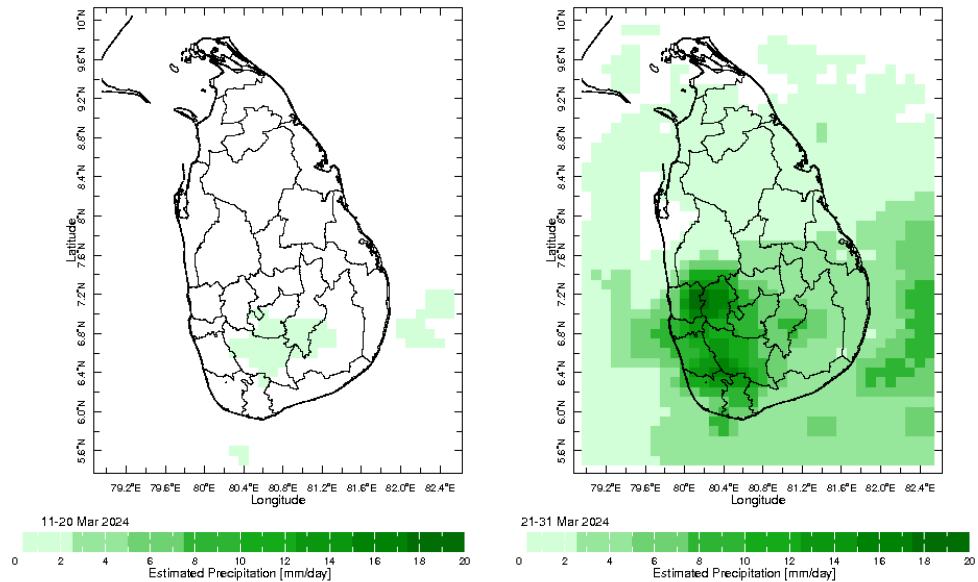 10°N
9.6°N
9.2°N
8.8°N
8.4°N
8°N
7.6°N
7.2°N
6.8°N
6.4°N
6.0°N
5.6°N
Latitude
79.2°E 79.6°E 80°E 80.4°E 80.8°E 81.2°E 81.6°E 82.0°E 82.4°E
Longitude
11-20 Mar 2024
0 2 4 6 8 10 12 14 16 18 20
Estimated Precipitation [mm/day]
10°N
9.6°N
9.2°N
8.8°N
8.4°N
8°N
7.6°N
7.2°N
6.8°N
6.4°N
6.0°N
5.6°N
Latitude
79.2°E 79.6°E 80°E 80.4°E 80.8°E 81.2°E 81.6°E 82.0°E 82.4°E
Longitude
21-31 Mar 2024
0 2 4 6 8 10 12 14 16 18 20
Estimated Precipitation [mm/day]